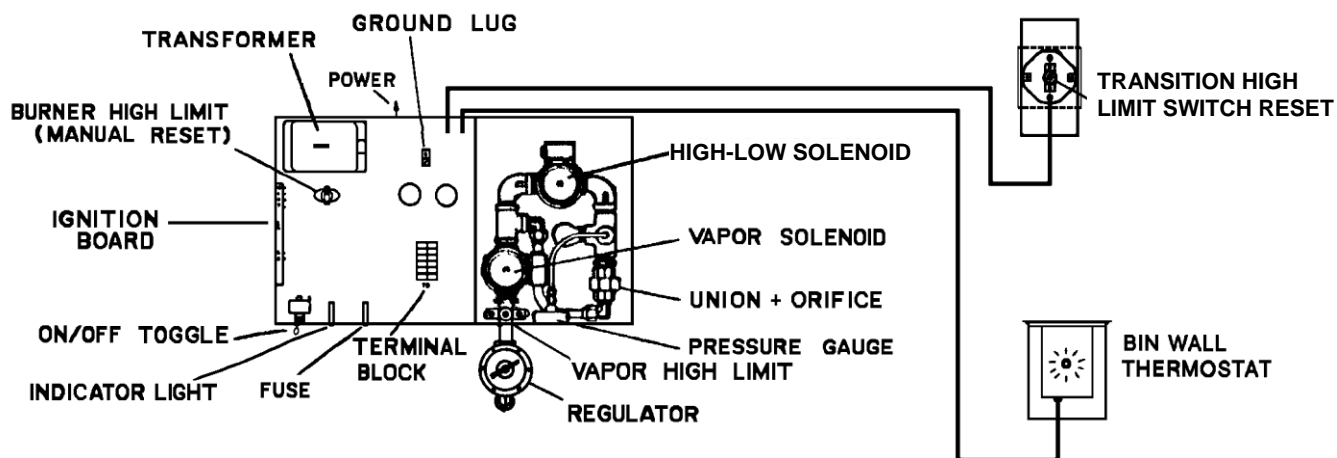 GROUND LUG
TRANSFORMER
POWER
BURNER HIGH LIMIT
(MANUAL RESET)
IGNITION
BOARD
ON/OFF TOGGLE
INDICATOR LIGHT
FUSE
TERMINAL
BLOCK
HIGH-LOW SOLENOID
VAPOR SOLENOID
UNION + ORIFICE
PRESSURE GAUGE
VAPOR HIGH LIMIT
REGULATOR
TRANSITION HIGH
LIMIT SWITCH RESET
BIN WALL
THERMOSTAT